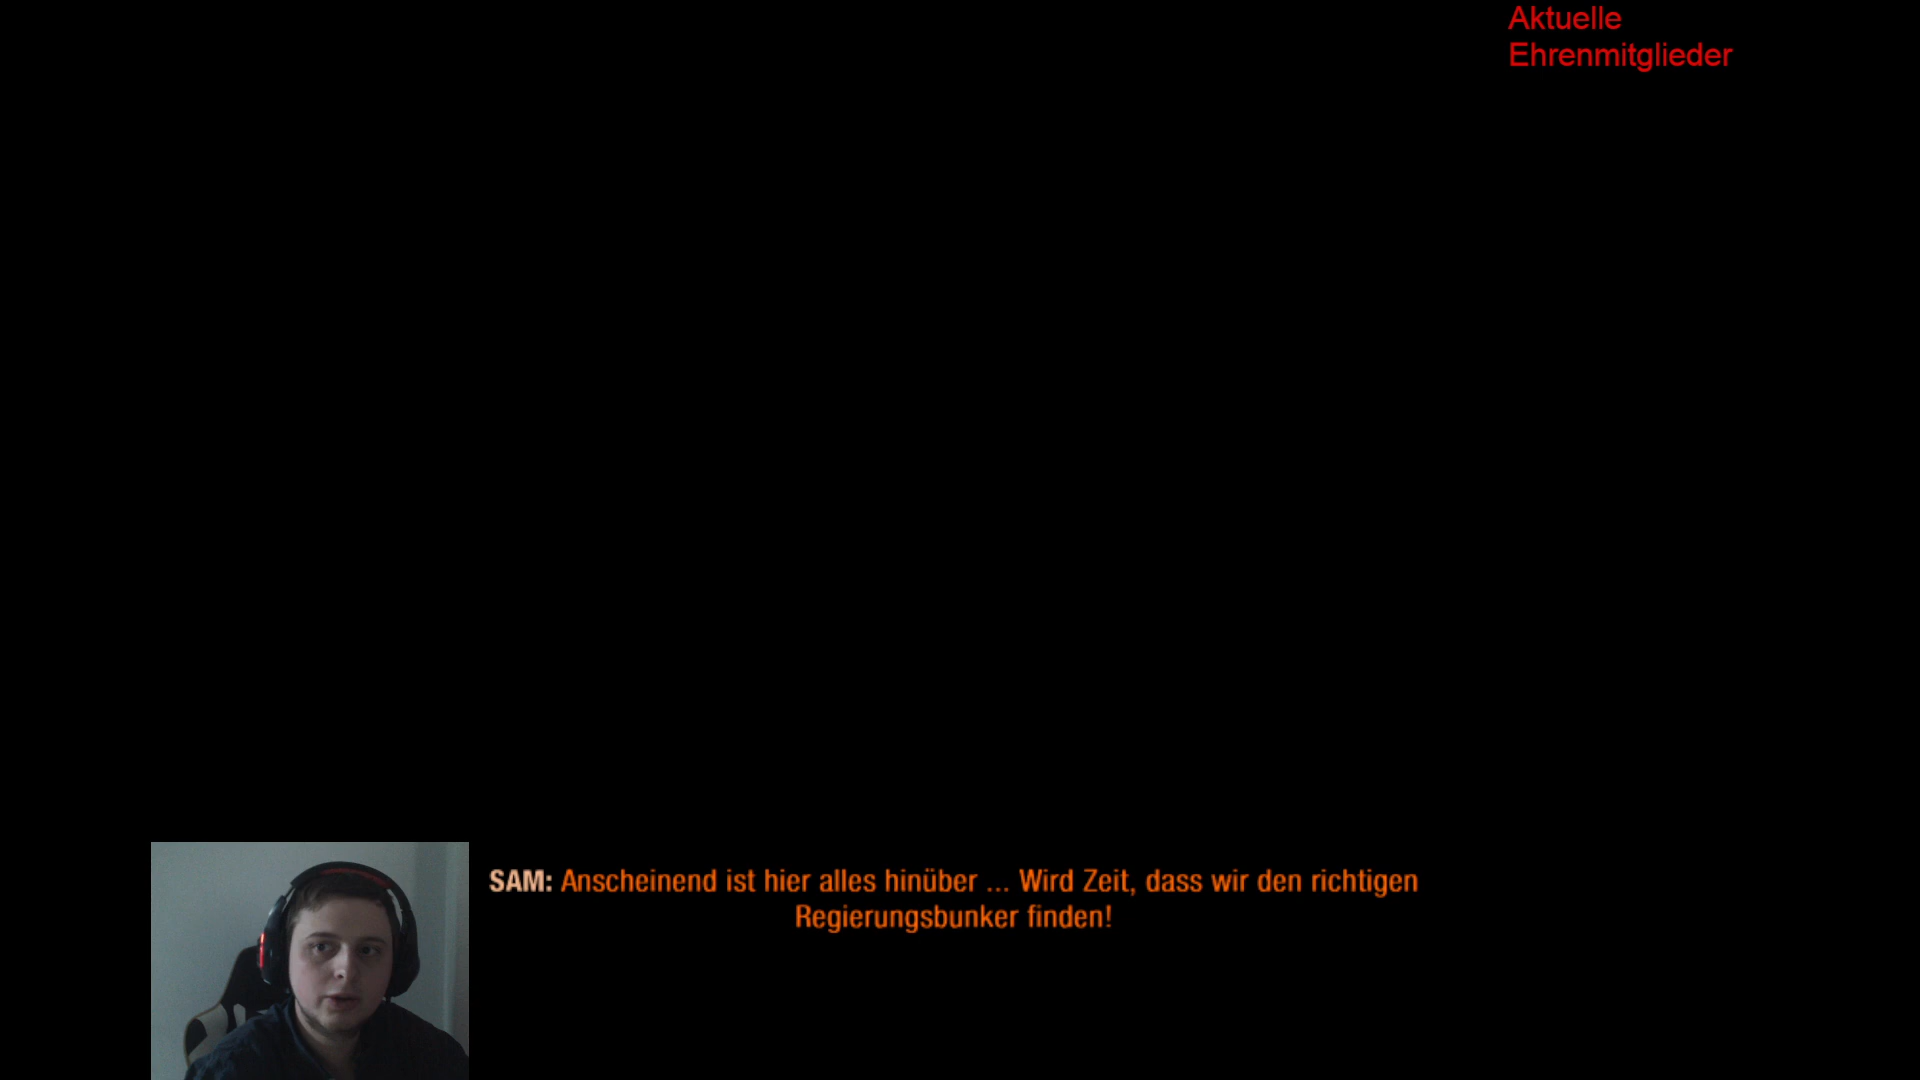 Aktuelle
Ehrenmitglieder
SAM: Anscheinend ist hier alles hinüber ... Wird Zeit, dass wir den richtigen
Regierungsbunker finden!